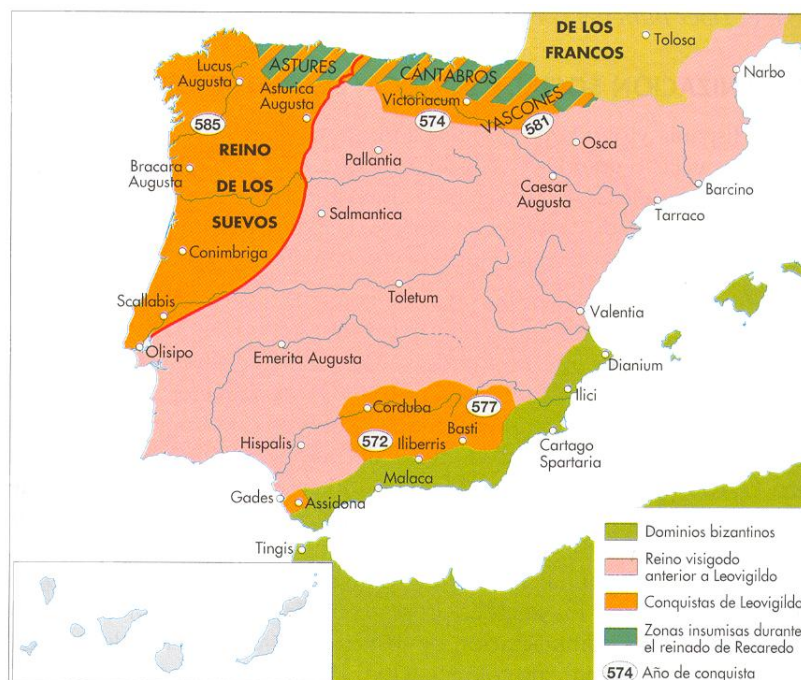 DE LOS
FRANCOS
Tolosa
Narbo
Lucus
Augusta
ASTURES
CÁNTABROS
Asturica
Augusta
Victoriacum
VASCONES
574
581
585
Osca
REINO
DE LOS
SUEVOS
Pallantia
Bracara
Augusta
Caesar
Augusta
Barcino
Tarraco
Salmantica
Conimbriga
Toletum
Scallabis
Valentia
Olisipo
Emerita Augusta
Dianium
Ilici
Corduba
577
Basti
572
Iliberris
Hispalis
Cartago
Spartaria
Malaca
Gades
Assidona
Tingis
Dominios bizantinos
Reino visigodo
anterior a Leovigildo
Conquistas de Leovigildo
Zonas insumisas durante
el reinado de Recaredo
574 Año de conquista